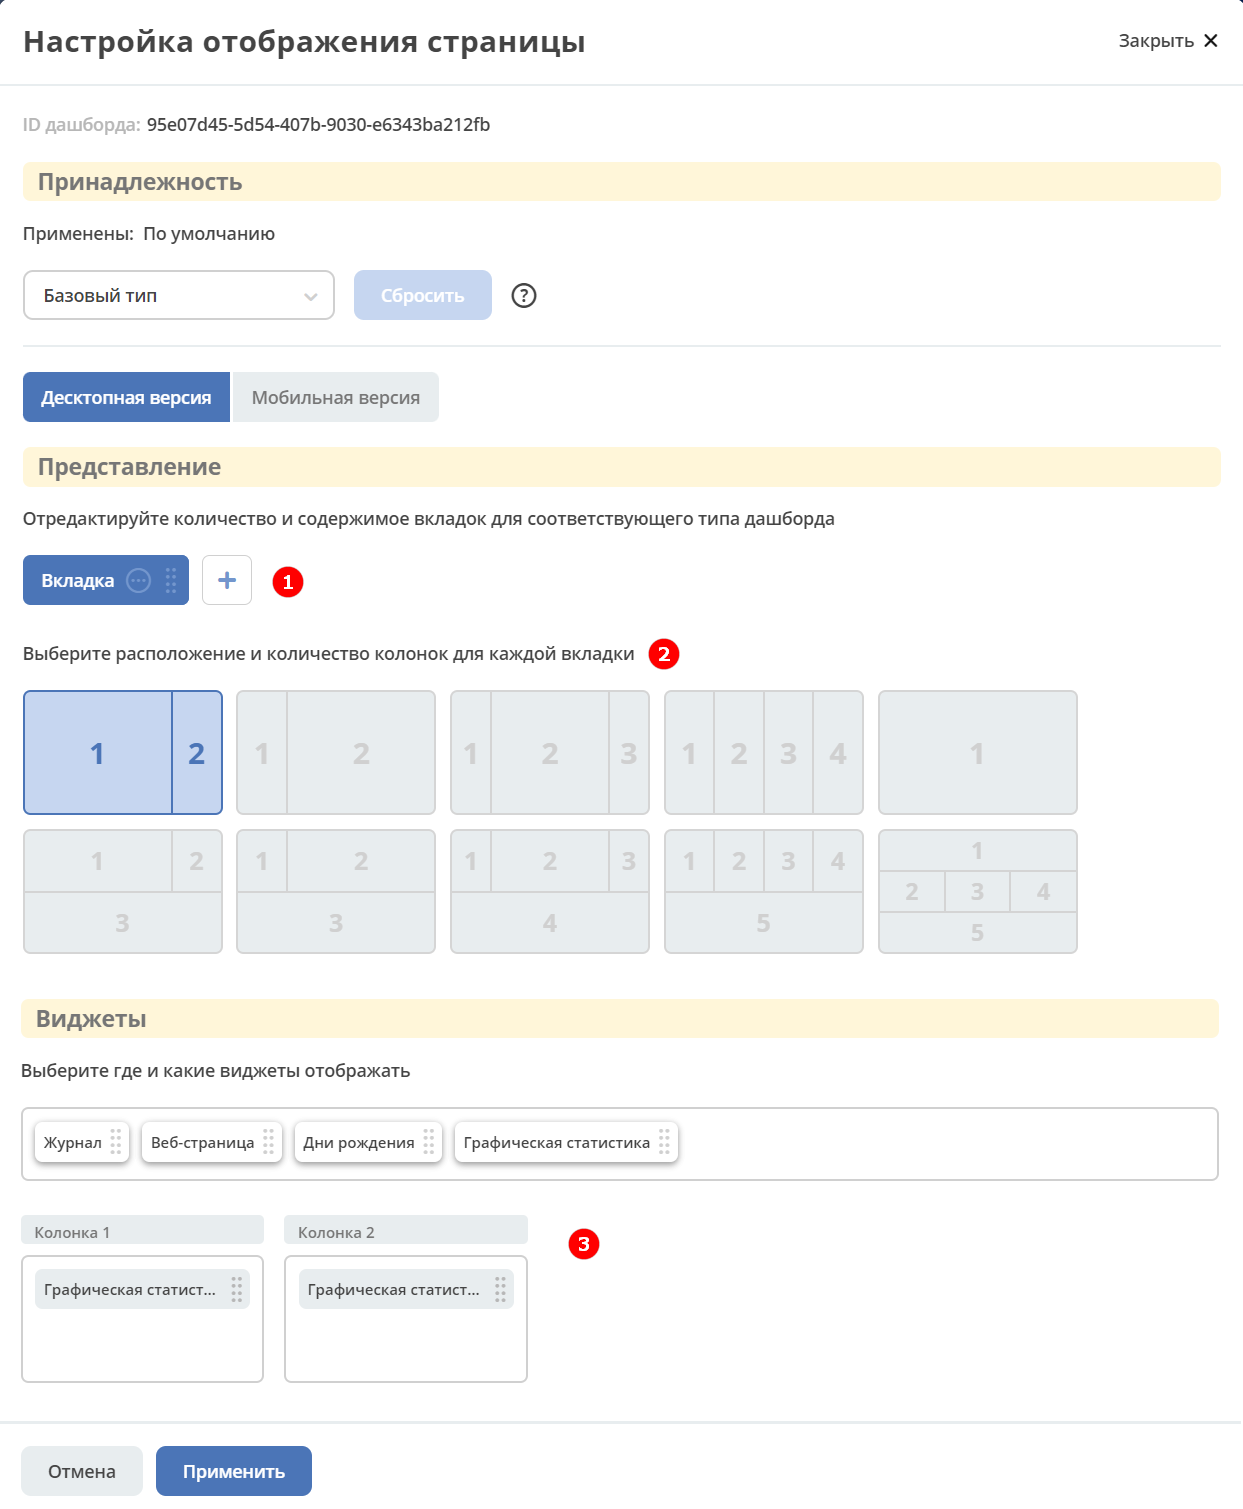 Настройка отображения страницы
Закрыть
ID дашборда: 95e07d45-5d54-407b-9030-e6343ba212fb
Принадлежность
Применены: По умолчанию
Базовый тип
Сбросить
?
Десктопная версия
Мобильная версия
Представление
Отредактируйте количество и содержимое вкладок для соответствующего типа дашборда
Вкладка
+
1
Выберите расположение и количество колонок для каждой вкладки
2
1 2
1 2
1 2 3
1 2 3 4
1
1 2
3
1 2
3
1 2 3
4
1 2 3 4
5
1
2 3 4
5
Виджеты
Выберите где и какие виджеты отображать
Журнал
Веб-страница
Дни рождения
Графическая статистика
Колонка 1
Колонка 2
3
Графическая статист...
Графическая статист...
Отмена
Применить